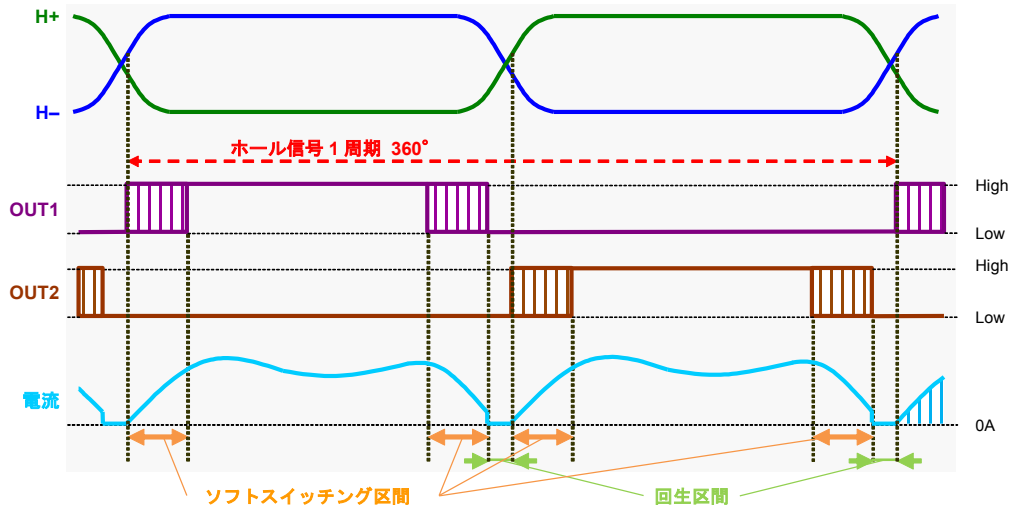 H+
H–
ホール信号 1 周期 360°
High
OUT1
Low
High
OUT2
Low
電流
0A
ソフトスイッチング区間
回生区間